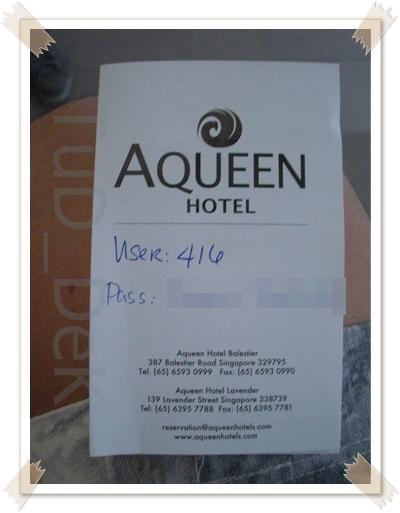 AQUEEN
HOTEL
User: 416
Pass:
Aqueen Hotel Balestier
387 Balestier Road Singapore 329795
Tel: (65) 6593 0999 Fax: (65) 6593 0990
Aqueen Hotel Lavender
139 Lavender Street Singapore 338739
Tel: (65) 6395 7788 Fax: (65) 6395 7781
reservation@aqueenhotels.com
www.aqueenhotels.com
TuD_Dek